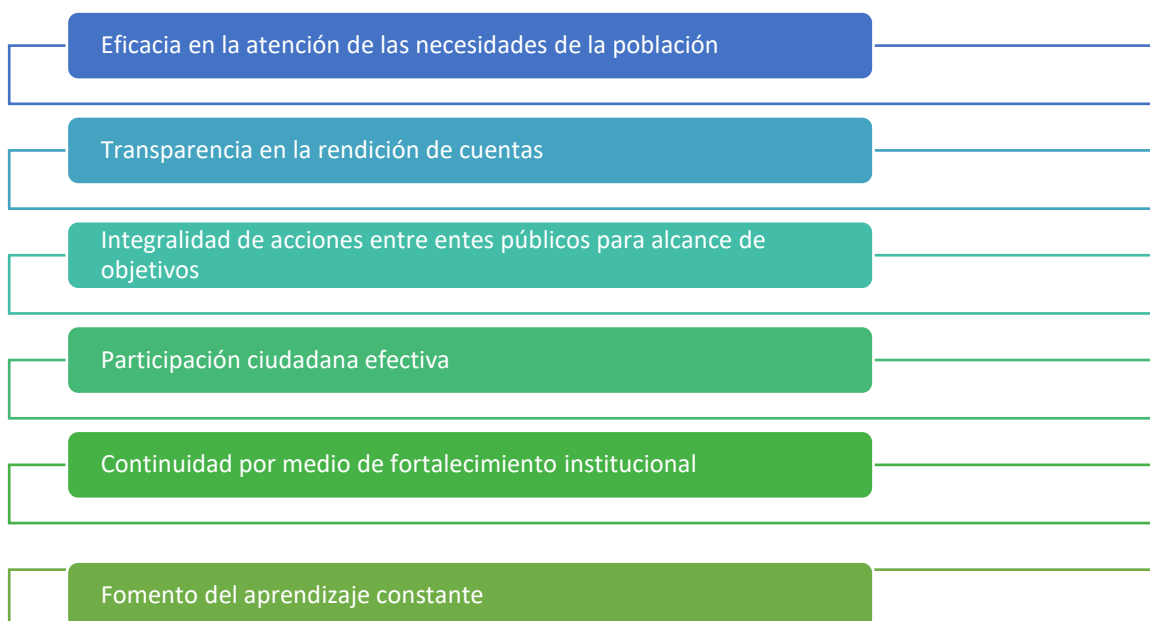 Eficacia en la atención de las necesidades de la población
Transparencia en la rendición de cuentas
Integralidad de acciones entre entes públicos para alcance de
objetivos
Participación ciudadana efectiva
Continuidad por medio de fortalecimiento institucional
Fomento del aprendizaje constante